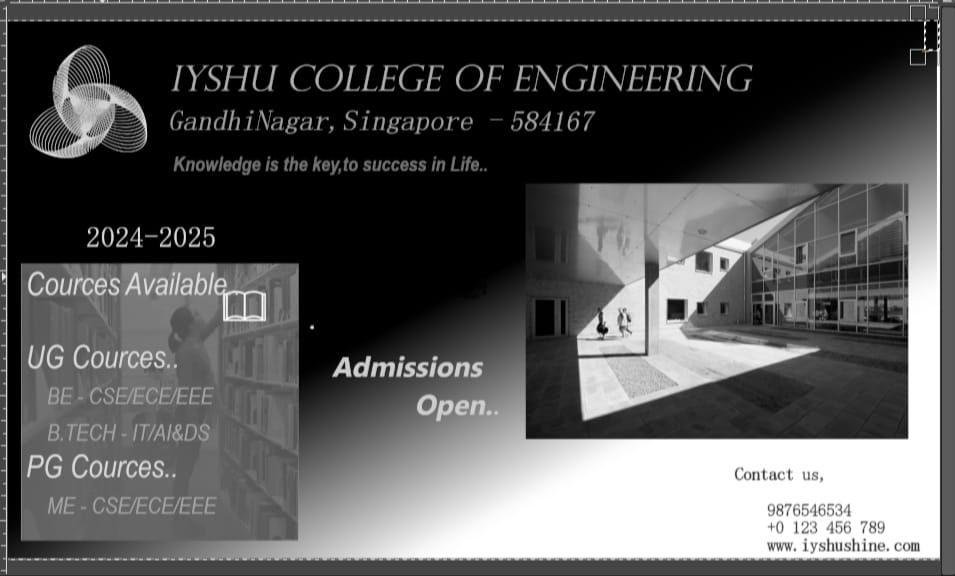 IYSHU COLLEGE OF ENGINEERING
GandhiNagar, Singapore - 584167
Knowledge is the key,to success in Life..
2024-2025
Cources Available
UG Cources..
BE - CSE/ECE/EEE
B.TECH - IT/AI&DS
PG Cources..
ME - CSE/ECE/EEE
Admissions
Open..
Contact us,
9876546534
+0 123 456 789
www.iyshushine.com